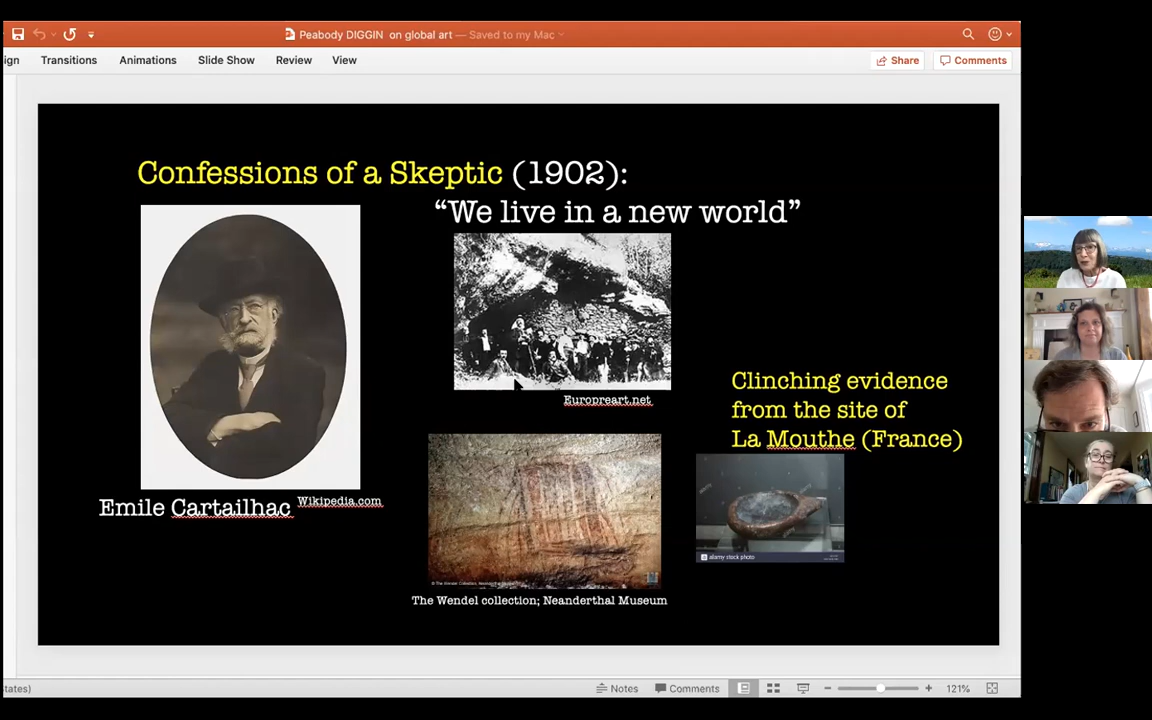 Peabody DIGGIN on global art — Saved to my Mac
ign Transitions Animations Slide Show Review View Share Comments
Confessions of a Skeptic (1902):
“We live in a new world”
Europreart.net
Clinching evidence
from the site of
La Mouthe (France)
Emile Cartailhac Wikipedia.com
alamy stock photo
The Wendel collection; Neanderthal Museum
tates) Notes Comments 121%